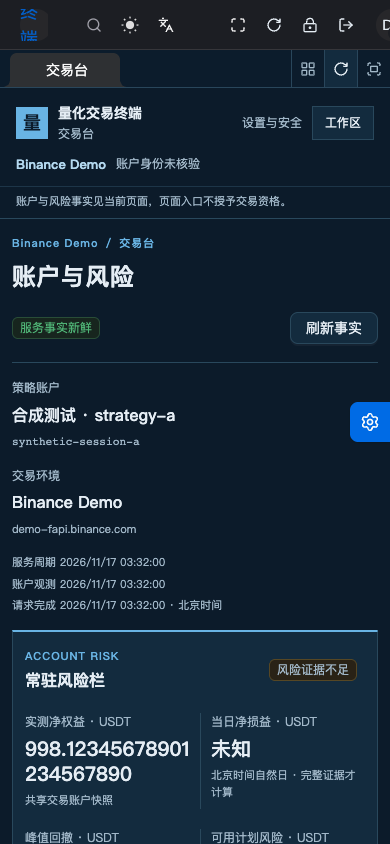 终
端
D
交易台
量
量化交易终端
交易台
设置与安全
工作区
Binance Demo 账户身份未核验
账户与风险事实见当前页面，页面入口不授予交易资格。
Binance Demo / 交易台
账户与风险
服务事实新鲜
刷新事实
策略账户
合成测试 · strategy-a
synthetic-session-a
交易环境
Binance Demo
demo-fapi.binance.com
服务周期 2026/11/17 03:32:00
账户观测 2026/11/17 03:32:00
请求完成 2026/11/17 03:32:00 · 北京时间
ACCOUNT RISK
常驻风险栏
风险证据不足
实测净权益 · USDT
998.12345678901
234567890
共享交易账户快照
当日净损益 · USDT
未知
北京时间自然日 · 完整证据才
计算
峰值回撤 · USDT
可用计划风险 · USDT